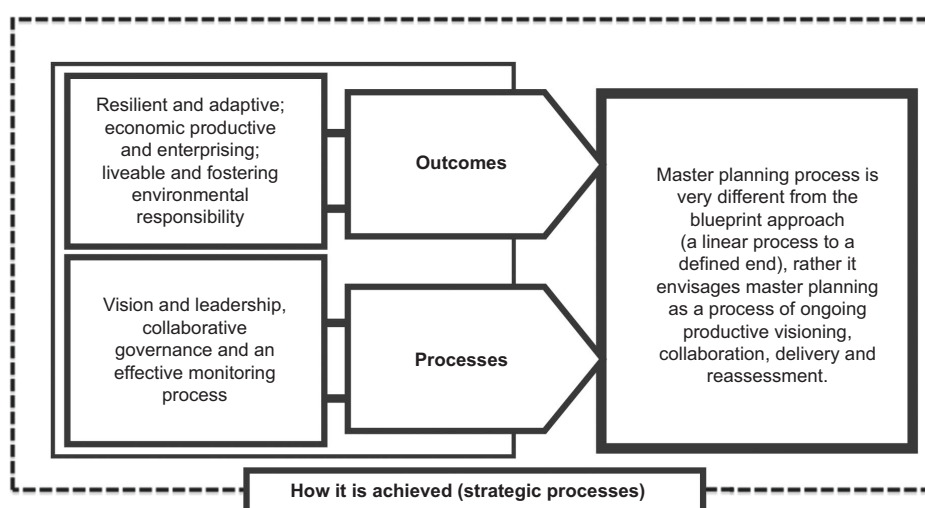 Resilient and adaptive;
economic productive
and enterprising;
liveable and fostering
environmental
responsibility
Outcomes
Vision and leadership,
collaborative
governance and an
effective monitoring
process
Processes
Master planning process is
very different from the
blueprint approach
(a linear process to a
defined end), rather it
envisages master planning
as a process of ongoing
productive visioning,
collaboration, delivery and
reassessment.
How it is achieved (strategic processes)